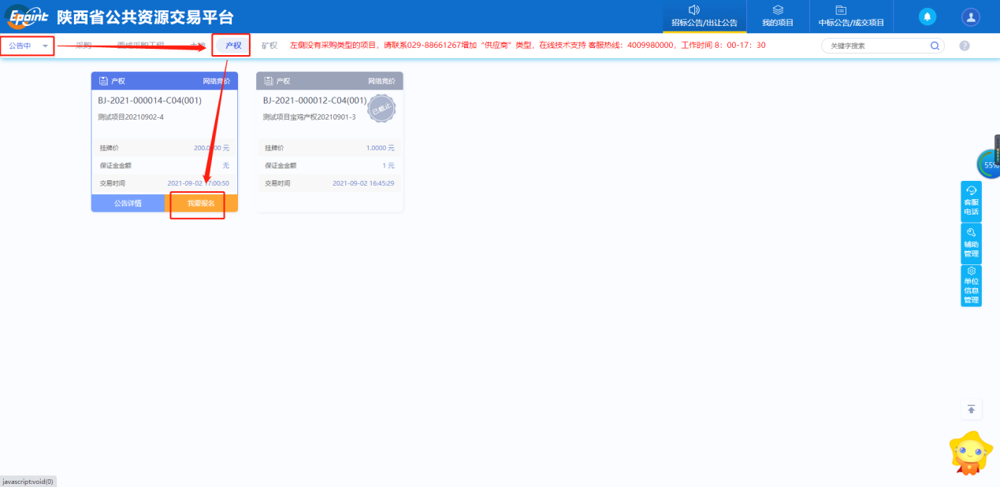 Epoint 陕西省公共资源交易平台
招标公告/出让公告
我的项目
中标公告/成交项目
公告中
采购
产权
矿权
左侧没有采购类型的项目，请联系029-88661267增加“供应商”类型，在线技术支持 客服热线：4009980000，工作时间 8：00-17：30
关键字搜索
产权 网络竞价
BJ-2021-000014-C04(001)
测试项目20210902-4
挂牌价 元
保证金金额 无
交易时间 2021-09-02 17:00:50
公告详情 我要报名
产权 网络竞价
BJ-2021-000012-C04(001)
已截止
测试项目宝鸡产权20210901-3
挂牌价 1.0000 元
保证金金额 1 元
交易时间 2021-09-02 16:45:29
55%
客服
电话
辅助
管理
单位
信息
管理
javascript:void(0)